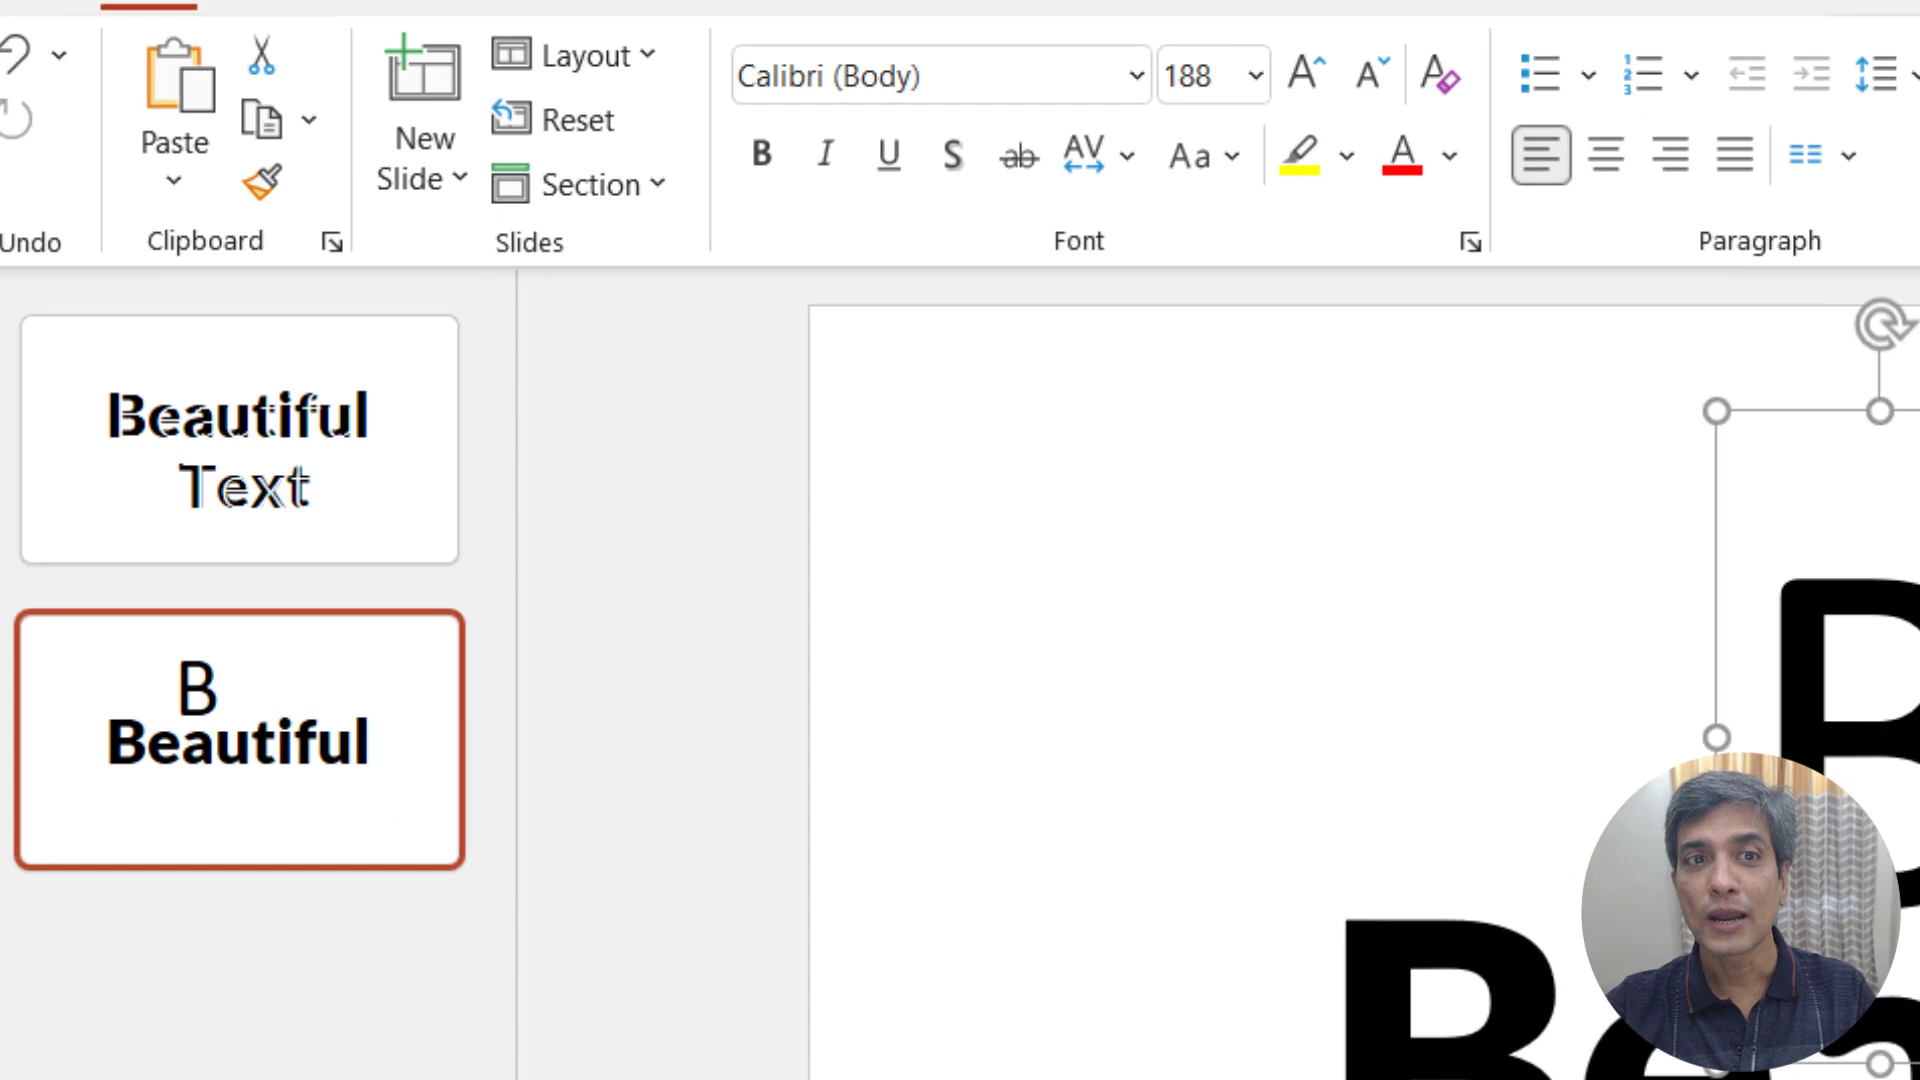 Layout
Reset
Section
Paste
New
Slide
Calibri (Body)
188
B I U S ab AV Aa A
Undo
Clipboard
Slides
Font
Paragraph
Beautiful
Text
B
Beautiful
B
Be